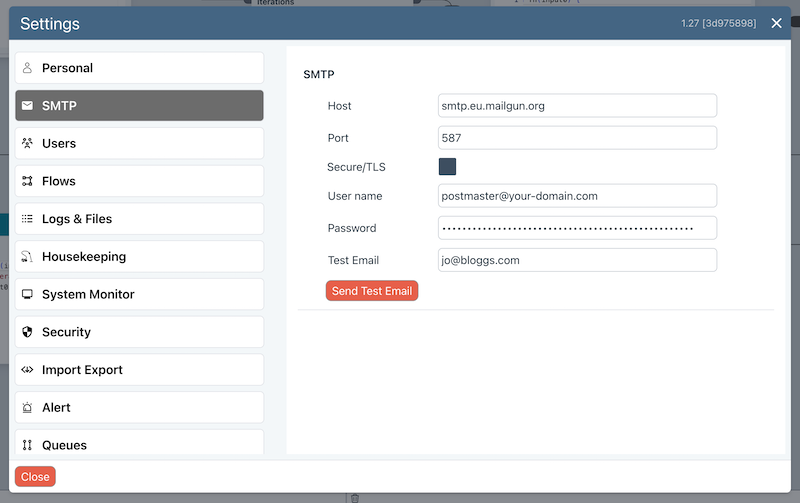 Iterations
Settings
1.27 [3d975898]
Personal
SMTP
Users
Flows
Logs & Files
Housekeeping
System Monitor
Security
Import Export
Alert
Queues
SMTP
Host smtp.eu.mailgun.org
Port 587
Secure/TLS
User name postmaster@your-domain.com
Password ••••••••••••••••••••••••••••••••••••••••••••••••••
Test Email jo@bloggs.com
Send Test Email
Close